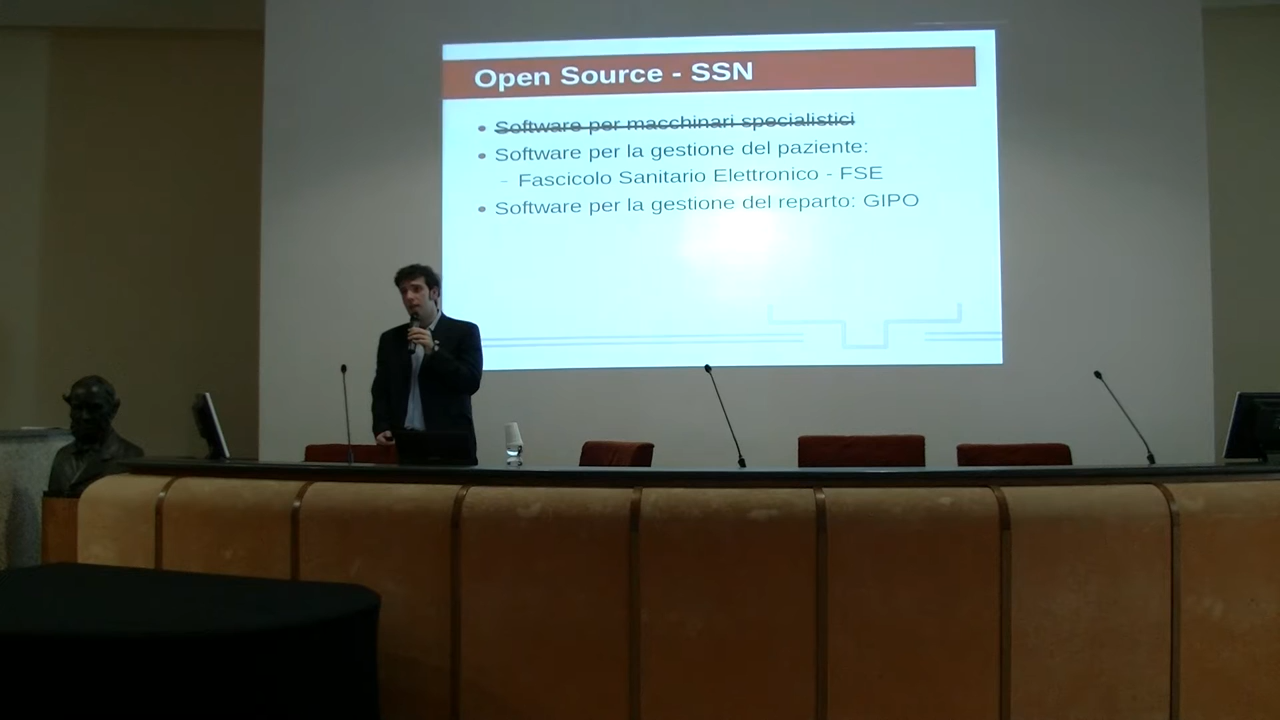 Open Source - SSN
Software per macchinari specialistici
Software per la gestione del paziente:
- Fascicolo Sanitario Elettronico - FSE
Software per la gestione del reparto: GIPO